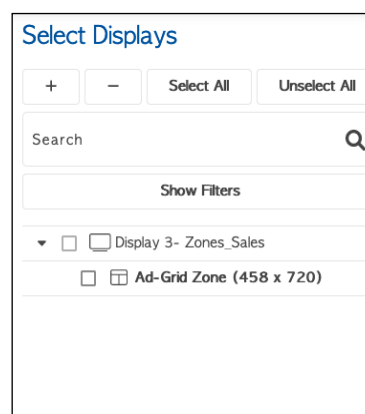 Select Displays
+ − Select All Unselect All
Search
Show Filters
Display 3- Zones_Sales
Ad-Grid Zone (458 x 720)